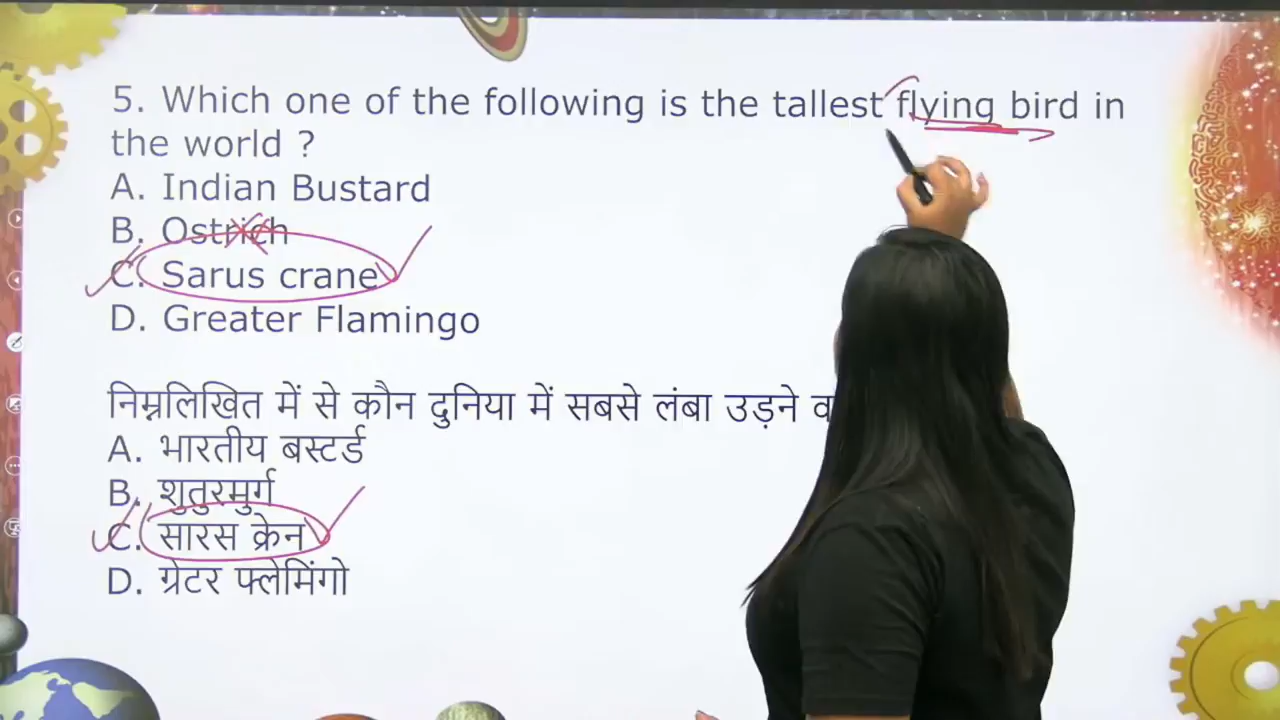 5. Which one of the following is the tallest flying bird in
the world ?
A. Indian Bustard
B. Ostrich
C. Sarus crane
D. Greater Flamingo
निम्नलिखित में से कौन दुनिया में सबसे लंबा उड़ने
A. भारतीय बस्टर्ड
B. शुतुरमुर्ग
C. सारस क्रेन
D. ग्रेटर फ्लेमिंगो